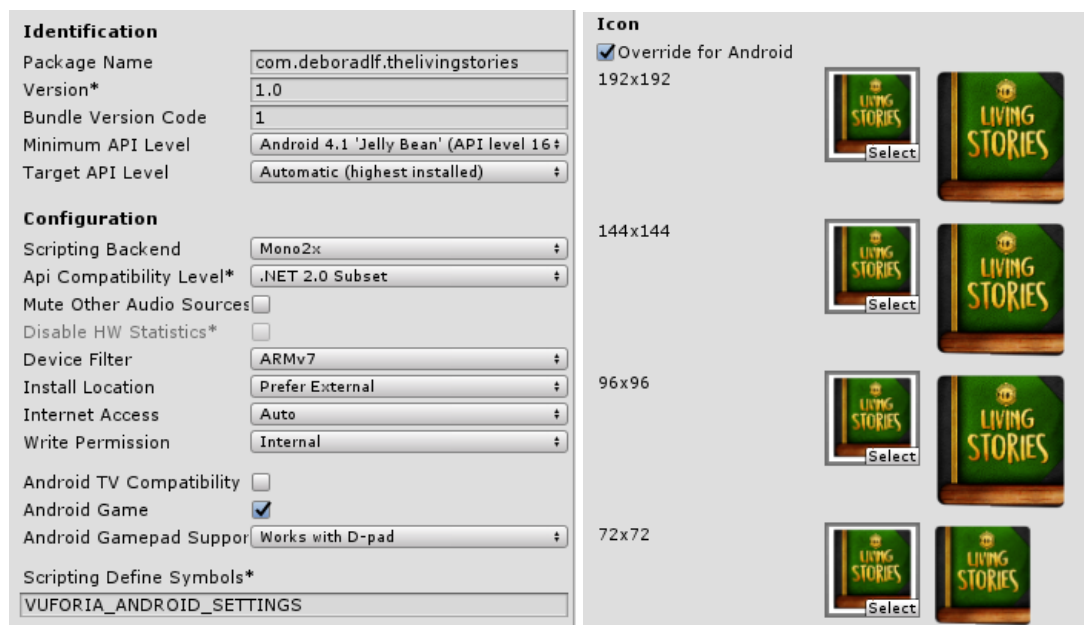 Identification
Package Name com.deboradlf.thelivingstories
Version* 1.0
Bundle Version Code 1
Minimum API Level Android 4.1 'Jelly Bean' (API level 16
Target API Level Automatic (highest installed)
Configuration
Scripting Backend Mono2x
Api Compatibility Level* .NET 2.0 Subset
Mute Other Audio Sources
Disable HW Statistics*
Device Filter ARMv7
Install Location Prefer External
Internet Access Auto
Write Permission Internal
Android TV Compatibility
Android Game
Android Gamepad Suppor Works with D-pad
Scripting Define Symbols*
VUFORIA_ANDROID_SETTINGS
Icon
Override for Android
192x192
LIVING
STORIES
Select
LIVING
STORIES
144x144
LIVING
STORIES
Select
LIVING
STORIES
96x96
LIVING
STORIES
Select
LIVING
STORIES
72x72
LIVING
STORIES
Select
LIVING
STORIES